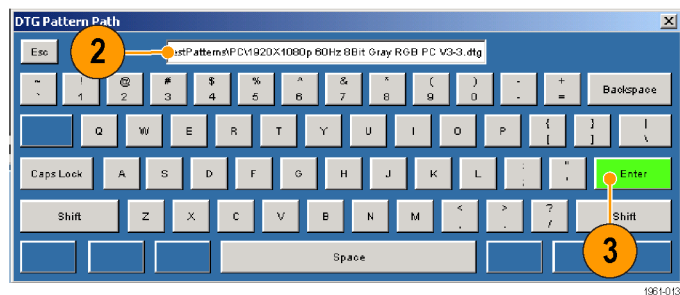 DTG Pattern Path
Esc 2 estPatterns\PC\1920X1080p 60Hz 8Bit Gray RGB PC V3-3.dtg
~ ! @ # $ % ^ & * ( ) - +
` 1 2 3 4 5 6 7 8 9 0 - = Backspace
Q W E R T Y U I O P { } |
[ ] \
Caps Lock A S D F G H J K L : " Enter
; '
Shift Z X C V B N M < > ? Shift
, . /
3
Space
1961-013